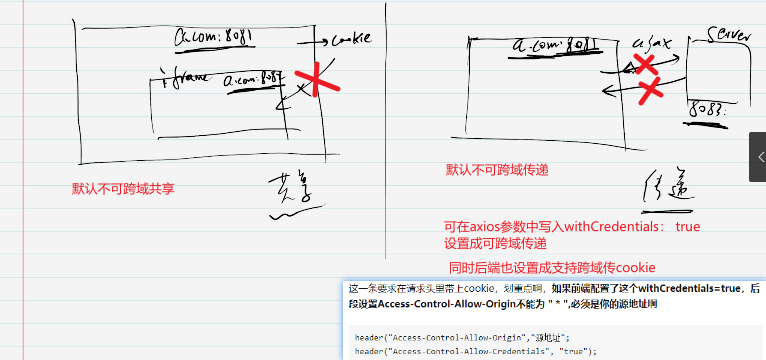 a.com:8081
→cookie
iframe
默认不可跨域共享
共享
a.com:8081
ajax
server
8083:
默认不可跨域传递
传递
可在axios参数中写入withCredentials： true
设置成可跨域传递
同时后端也设置成支持跨域传cookie
这一条要求在请求头里带上cookie，划重点啊，如果前端配置了这个withCredentials=true，后
段设置Access-Control-Allow-Origin不能为 " * ",必须是你的源地址啊
header("Access-Control-Allow-Origin","源地址";
header("Access-Control-Allow-Credentials", "true");